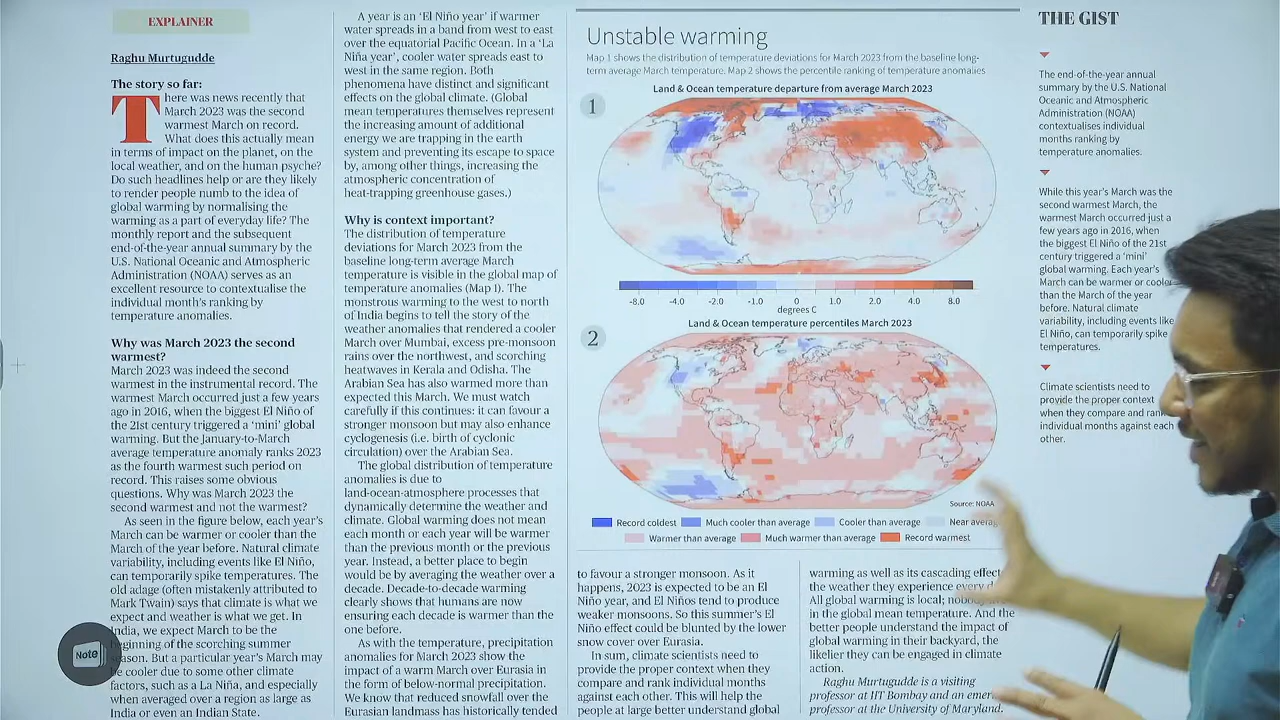 EXPLAINER
Raghu Murtugudde
The story so far:
There was news recently that
March 2023 was the second
warmest March on record.
What does this actually mean
in terms of impact on the planet, on the
local weather, and on the human psyche?
Do such headlines help or are they likely
to render people numb to the idea of
global warming by normalising the
warming as a part of everyday life? The
monthly report and the subsequent
end-of-the-year annual summary by the
U.S. National Oceanic and Atmospheric
Administration (NOAA) serves as an
excellent resource to contextualise the
individual month's ranking by
temperature anomalies.
Why was March 2023 the second
warmest?
March 2023 was indeed the second
warmest in the instrumental record. The
warmest March occurred just a few years
ago in 2016, when the biggest El Niño of
the 21st century triggered a 'mini' global
warming. But the January-to-March
average temperature anomaly ranks 2023
as the fourth warmest such period on
record. This raises some obvious
questions. Why was March 2023 the
second warmest and not the warmest?
As seen in the figure below, each year's
March can be warmer or cooler than the
March of the year before. Natural climate
variability, including events like El Niño,
can temporarily spike temperatures. The
old adage (often mistakenly attributed to
Mark Twain) says that climate is what we
expect and weather is what we get. In
India, we expect March to be the
beginning of the scorching summer
season. But a particular year's March may
be cooler due to some other climate
factors, such as a La Niña, and especially
when averaged over a region as large as
India or even an Indian State.
Note
A year is an 'El Niño year' if warmer
water spreads in a band from west to east
over the equatorial Pacific Ocean. In a 'La
Niña year', cooler water spreads east to
west in the same region. Both
phenomena have distinct and significant
effects on the global climate. (Global
mean temperatures themselves represent
the increasing amount of additional
energy we are trapping in the earth
system and preventing its escape to space
by, among other things, increasing the
atmospheric concentration of
heat-trapping greenhouse gases.)
Why is context important?
The distribution of temperature
deviations for March 2023 from the
baseline long-term average March
temperature is visible in the global map of
temperature anomalies (Map 1). The
monstrous warming to the west to north
of India begins to tell the story of the
weather anomalies that rendered a cooler
March over Mumbai, excess pre-monsoon
rains over the northwest, and scorching
heatwaves in Kerala and Odisha. The
Arabian Sea has also warmed more than
expected this March. We must watch
carefully if this continues: it can favour a
stronger monsoon but may also enhance
cyclogenesis (i.e. birth of cyclonic
circulation) over the Arabian Sea.
The global distribution of temperature
anomalies is due to
land-ocean-atmosphere processes that
dynamically determine the weather and
climate. Global warming does not mean
each month or each year will be warmer
than the previous month or the previous
year. Instead, a better place to begin
would be by averaging the weather over a
decade. Decade-to-decade warming
clearly shows that humans are now
ensuring each decade is warmer than the
one before.
As with the temperature, precipitation
anomalies for March 2023 show the
impact of a warm March over Eurasia in
the form of below-normal precipitation.
We know that reduced snowfall over the
Eurasian landmass has historically tended
Unstable warming
Map 1 shows the distribution of temperature deviations for March 2023 from the baseline long-
term average March temperature. Map 2 shows the percentile ranking of temperature anomalies
Land & Ocean temperature departure from average March 2023
1
-8.0 -4.0 -2.0 -1.0 0 1.0 2.0 4.0 8.0
degrees C
Land & Ocean temperature percentiles March 2023
2
Source: NOAA
Record coldest Much cooler than average Cooler than average Near
Warmer than average Much warmer than average Record warmest
to favour a stronger monsoon. As it
happens, 2023 is expected to be an El
Niño year, and El Niños tend to produce
weaker monsoons. So this summer's El
Niño effect could be blunted by the lower
snow cover over Eurasia.
In sum, climate scientists need to
provide the proper context when they
compare and rank individual months
against each other. This will help the
people at large better understand global
warming as well as its cascading effect
the weather they experience every
All global warming is local;
in the global mean temperature. And the
better people understand the impact of
global warming in their backyard, the
likelier they can be engaged in climate
action.
Raghu Murtugudde is a visiting
professor at IIT Bombay and an
professor at the University of Maryland.
THE GIST
The end-of-the-year annual
summary by the U.S. National
Oceanic and Atmospheric
Administration (NOAA)
contextualises individual
months ranking by
temperature anomalies.
While this year's March was the
second warmest March, the
warmest March occurred just a
few years ago in 2016, when
the biggest El Niño of the 21st
century triggered a 'mini'
global warming. Each year's
March can be warmer or cooler
than the March of the year
before. Natural climate
variability, including events like
El Niño, can temporarily spike
temperatures.
Climate scientists need to
provide the proper context
when they compare and rank
individual months against each
other.